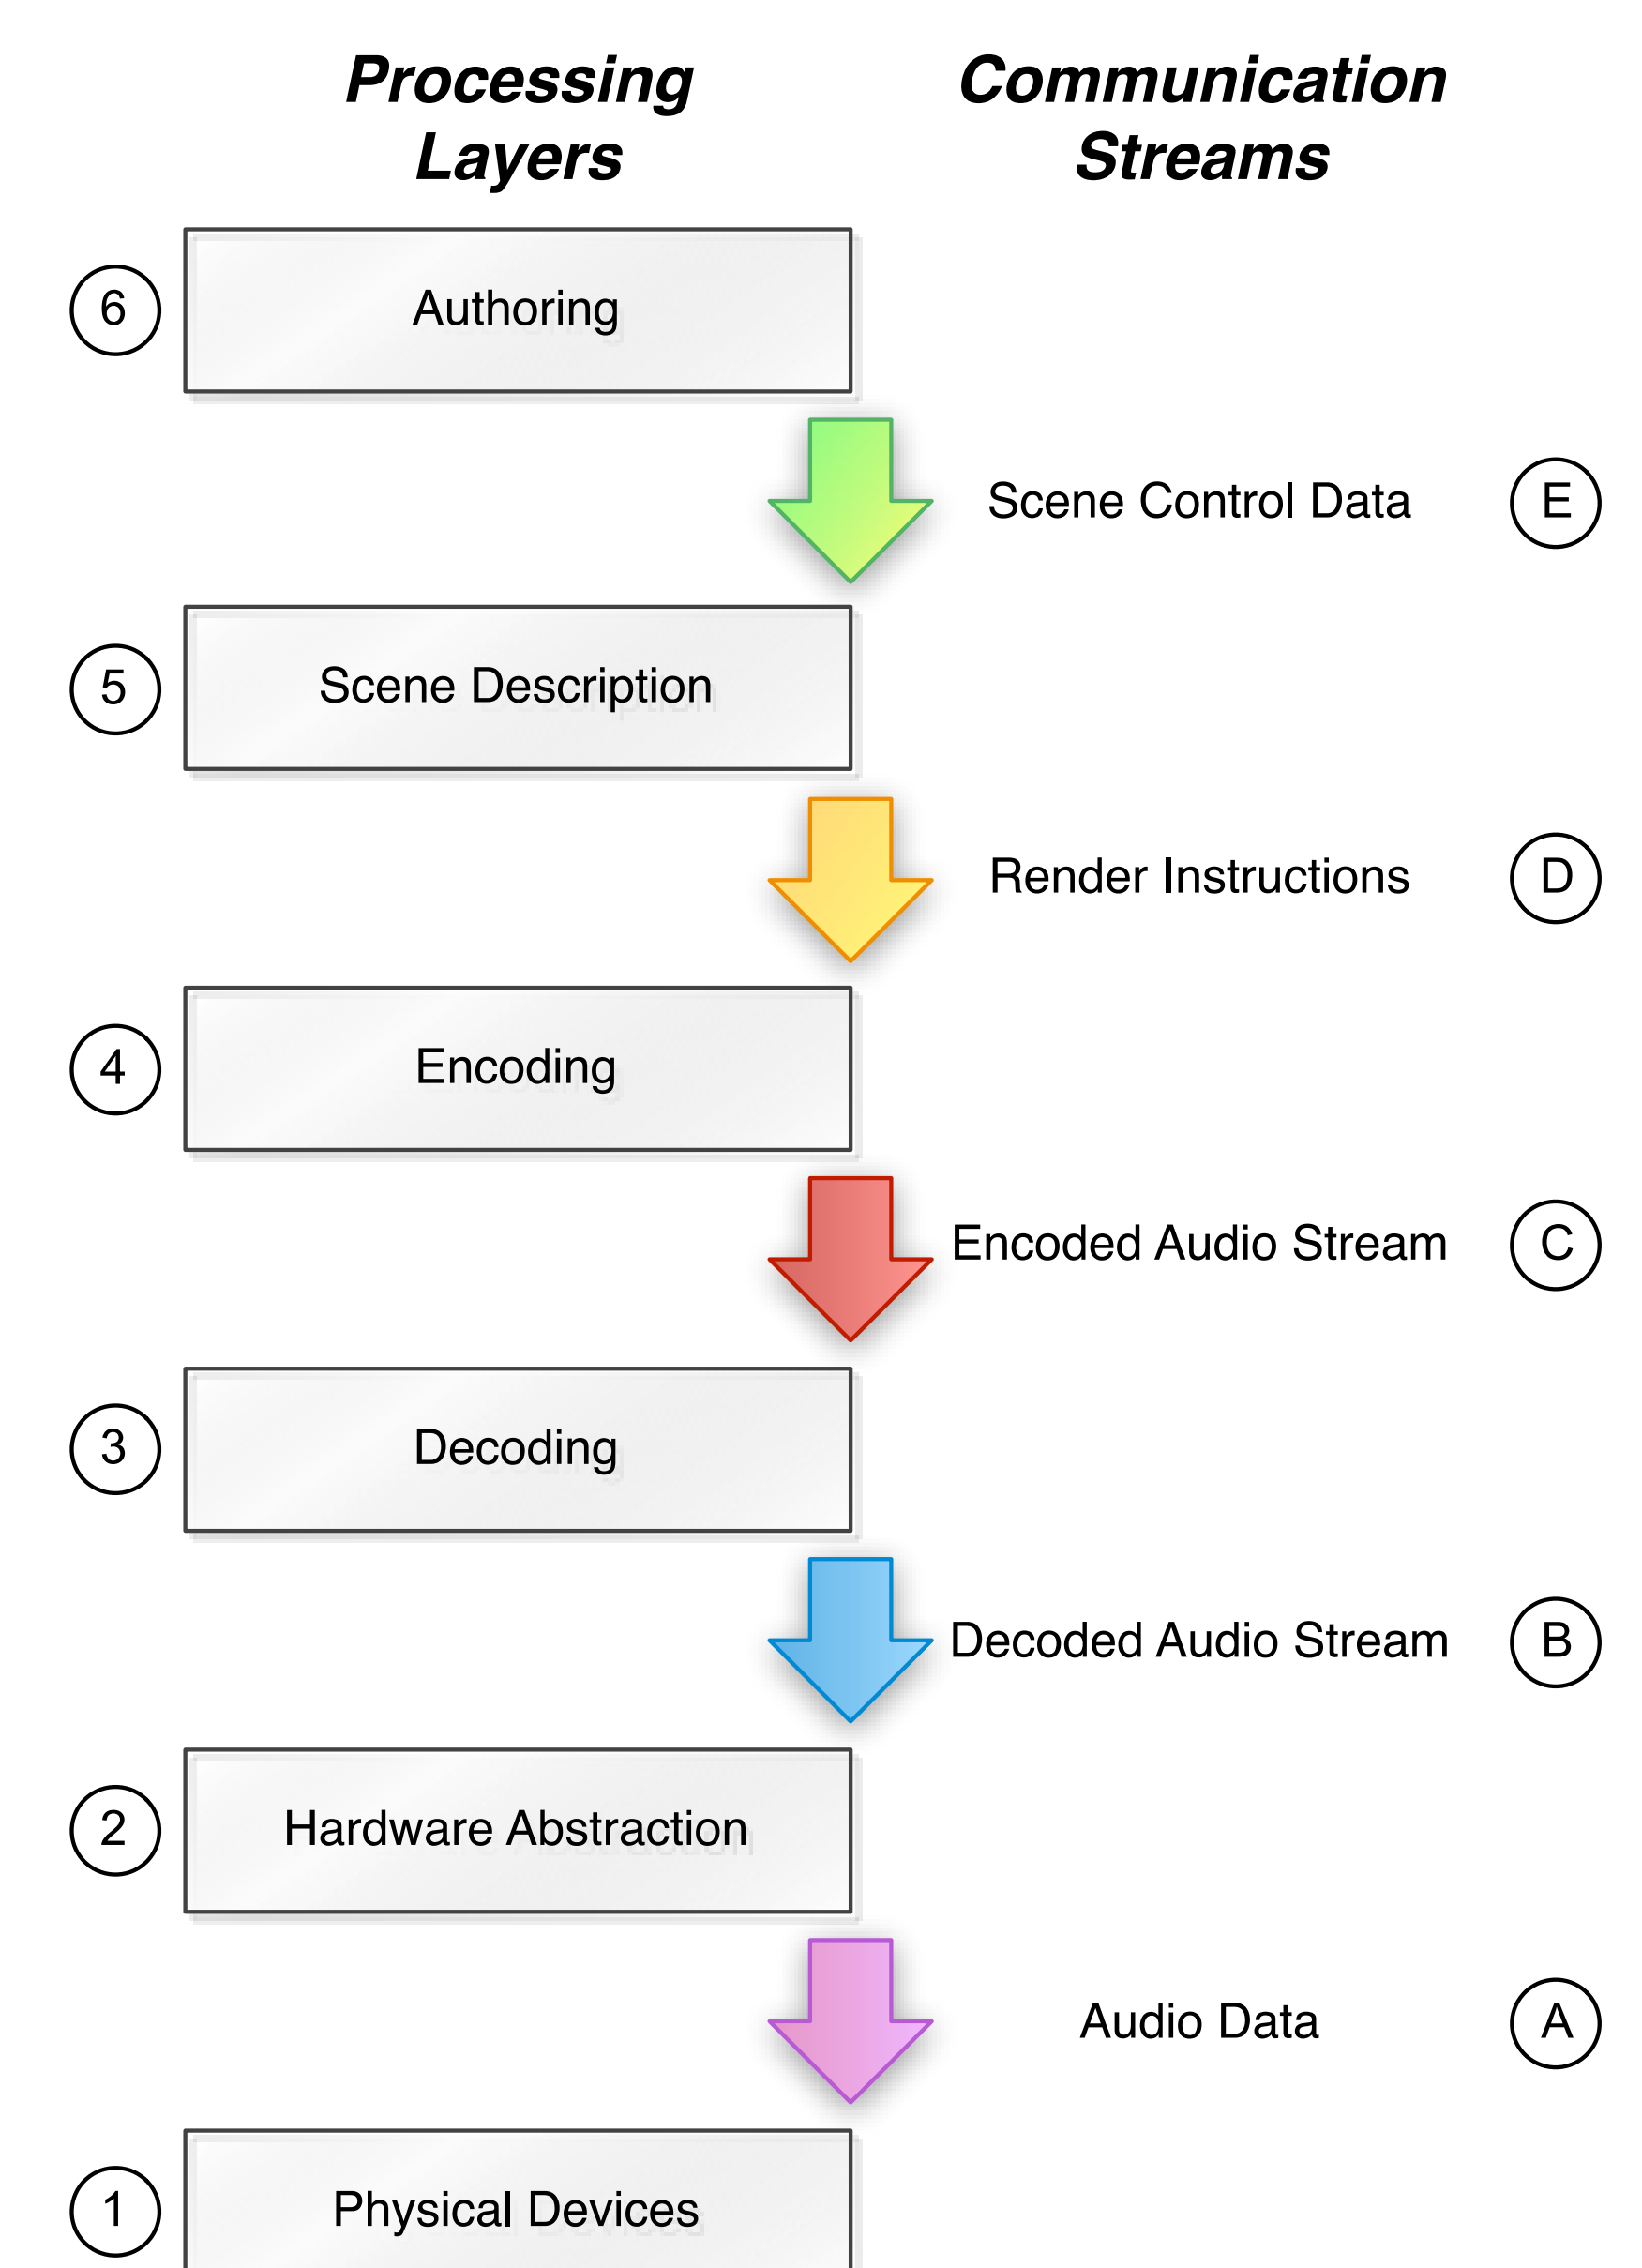 Processing
Layers
Communication
Streams
6
Authoring
Scene Control Data
E
5
Scene Description
Render Instructions
D
4
Encoding
Encoded Audio Stream
C
3
Decoding
Decoded Audio Stream
B
2
Hardware Abstraction
Audio Data
A
1
Physical Devices